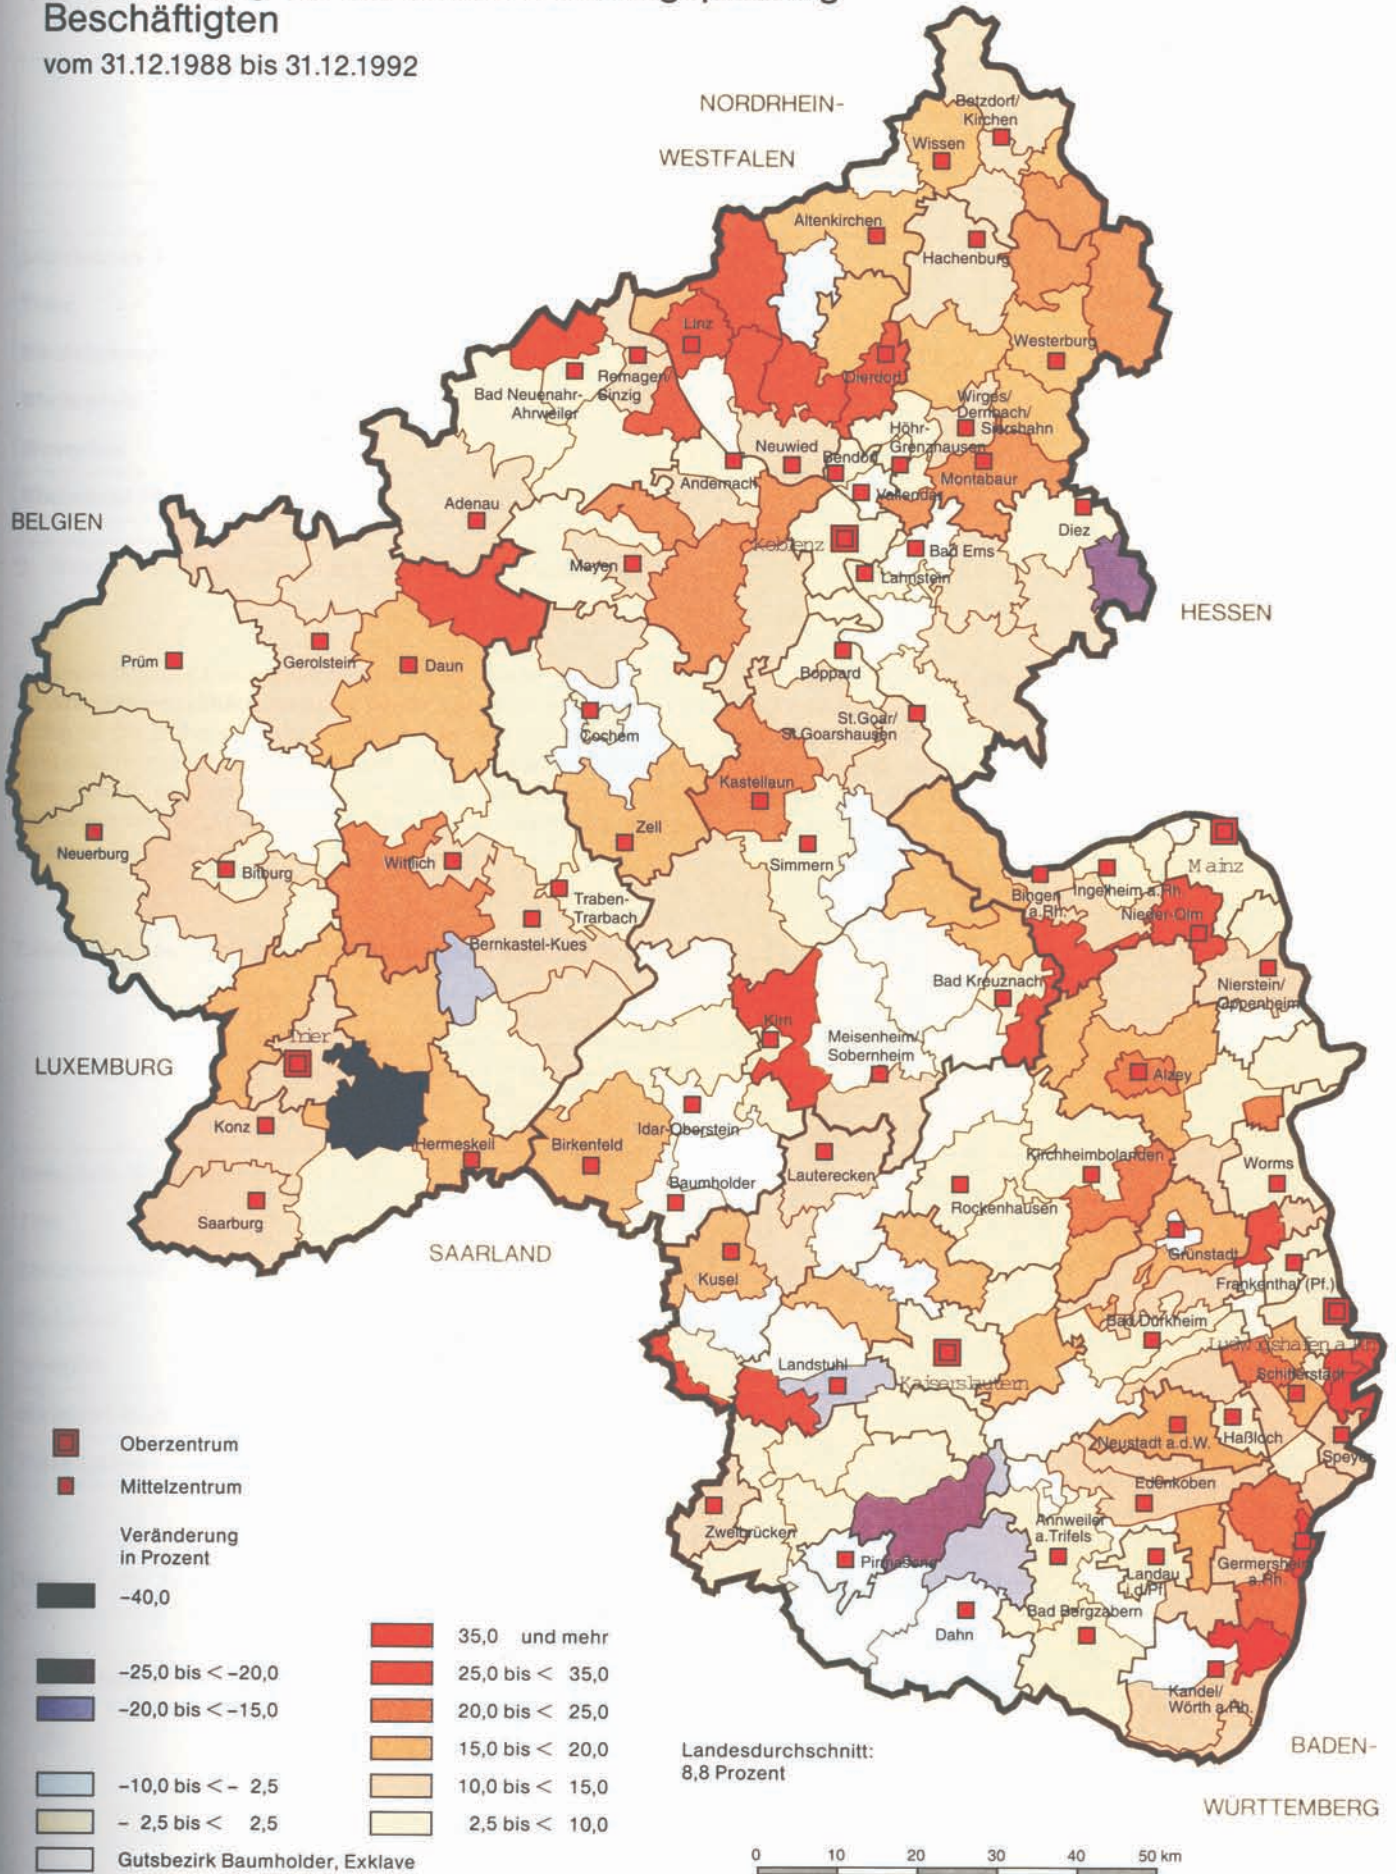 Beschäftigten
vom 31.12.1988 bis 31.12.1992
NORDRHEIN-
WESTFALEN
Betzdorf/
Kirchen
Wissen
Altenkirchen
Hachenburg
Linz
Westerburg
Dierdorf
Remagen/
Sinzig
Bad Neuenahr-
Ahrweiler
Wirges/
Dernbach/
Siershahn
Höhr-
Grenzhausen
Neuwied
Bendorf
Andernach
Montabaur
Vallendar
Adenau
BELGIEN
Diez
Koblenz
Bad Ems
Mayen
Lahnstein
HESSEN
Prüm
Gerolstein
Daun
Boppard
Cochem
St.Goar/
St.Goarshausen
Kastellaun
Zell
Neuerburg
Bitburg
Wittlich
Simmern
Mainz
Traben-
Trarbach
Bingen
a.Rh.
Ingelheim a.Rh.
Nieder-Olm
Bernkastel-Kues
Bad Kreuznach
Nierstein/
Oppenheim
Kirn
Trier
Meisenheim/
Sobernheim
LUXEMBURG
Alzey
Konz
Idar-Oberstein
Hermeskeil
Birkenfeld
Kirchheimbolanden
Worms
Baumholder
Lauterecken
Rockenhausen
Saarburg
SAARLAND
Kusel
Grünstadt
Frankenthal (Pf.)
Bad Dürkheim
Ludwigshafen a.Rh.
Landstuhl
Kaiserslautern
Schifferstadt
Neustadt a.d.W.
Haßloch
Speyer
Edenkoben
Zweibrücken
Annweiler
a.Trifels
Pirmasens
Landau
i.d.Pf.
Germersheim
a.Rh.
Bad Bergzabern
Dahn
Kandel/
Wörth a.Rh.
BADEN-
WÜRTTEMBERG
Oberzentrum
Mittelzentrum
Veränderung
in Prozent
-40,0
-25,0 bis < -20,0
-20,0 bis < -15,0
-10,0 bis < - 2,5
- 2,5 bis < 2,5
Gutsbezirk Baumholder, Exklave
35,0 und mehr
25,0 bis < 35,0
20,0 bis < 25,0
15,0 bis < 20,0
10,0 bis < 15,0
2,5 bis < 10,0
Landesdurchschnitt:
8,8 Prozent
0 10 20 30 40 50 km